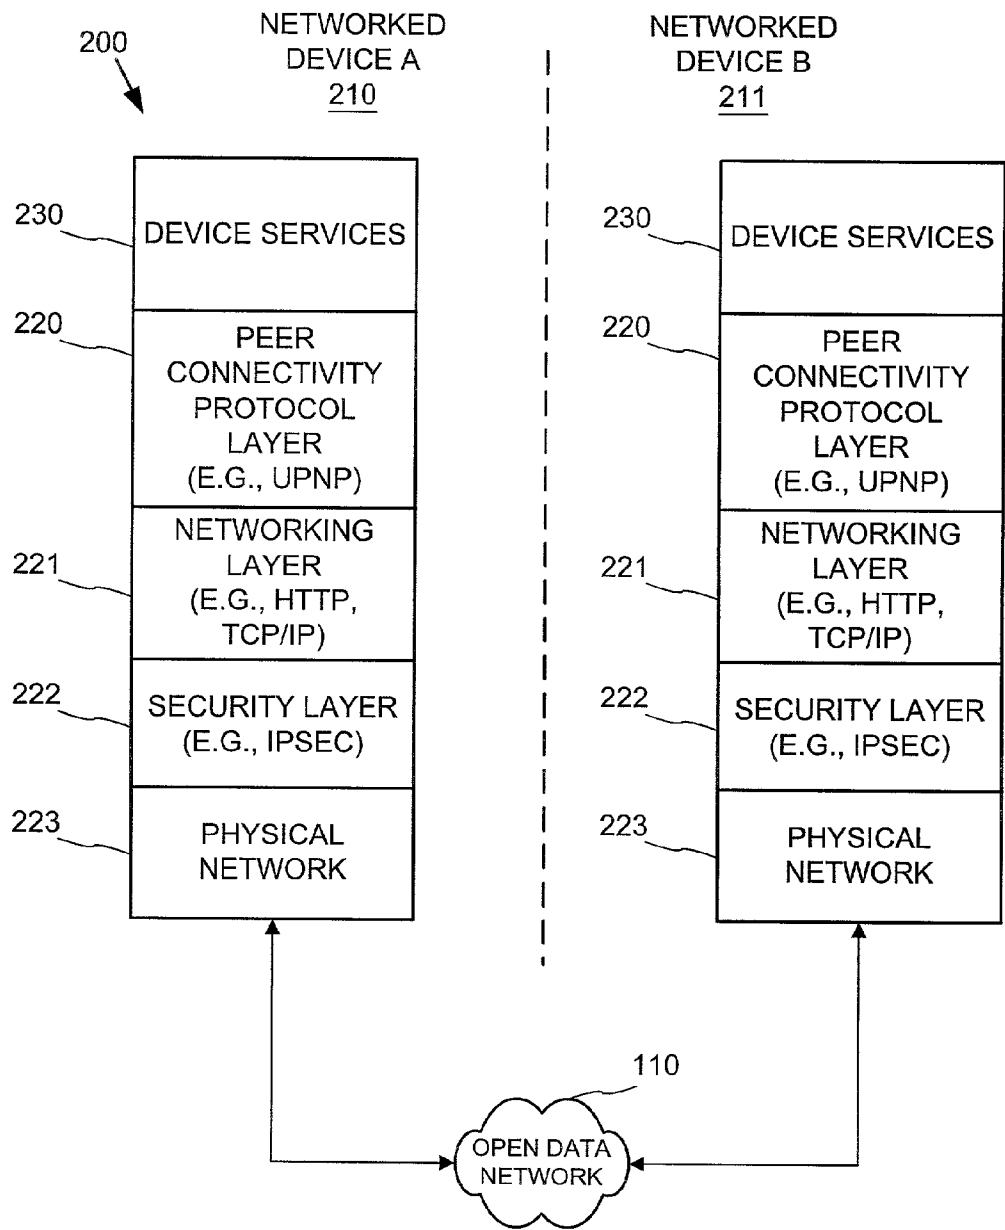 200
NETWORKED
DEVICE A
210
NETWORKED
DEVICE B
211
230
DEVICE SERVICES
220
PEER
CONNECTIVITY
PROTOCOL
LAYER
(E.G., UPNP)
221
NETWORKING
LAYER
(E.G., HTTP,
TCP/IP)
222
SECURITY LAYER
(E.G., IPSEC)
223
PHYSICAL
NETWORK
230
DEVICE SERVICES
220
PEER
CONNECTIVITY
PROTOCOL
LAYER
(E.G., UPNP)
221
NETWORKING
LAYER
(E.G., HTTP,
TCP/IP)
222
SECURITY LAYER
(E.G., IPSEC)
223
PHYSICAL
NETWORK
110
OPEN DATA
NETWORK